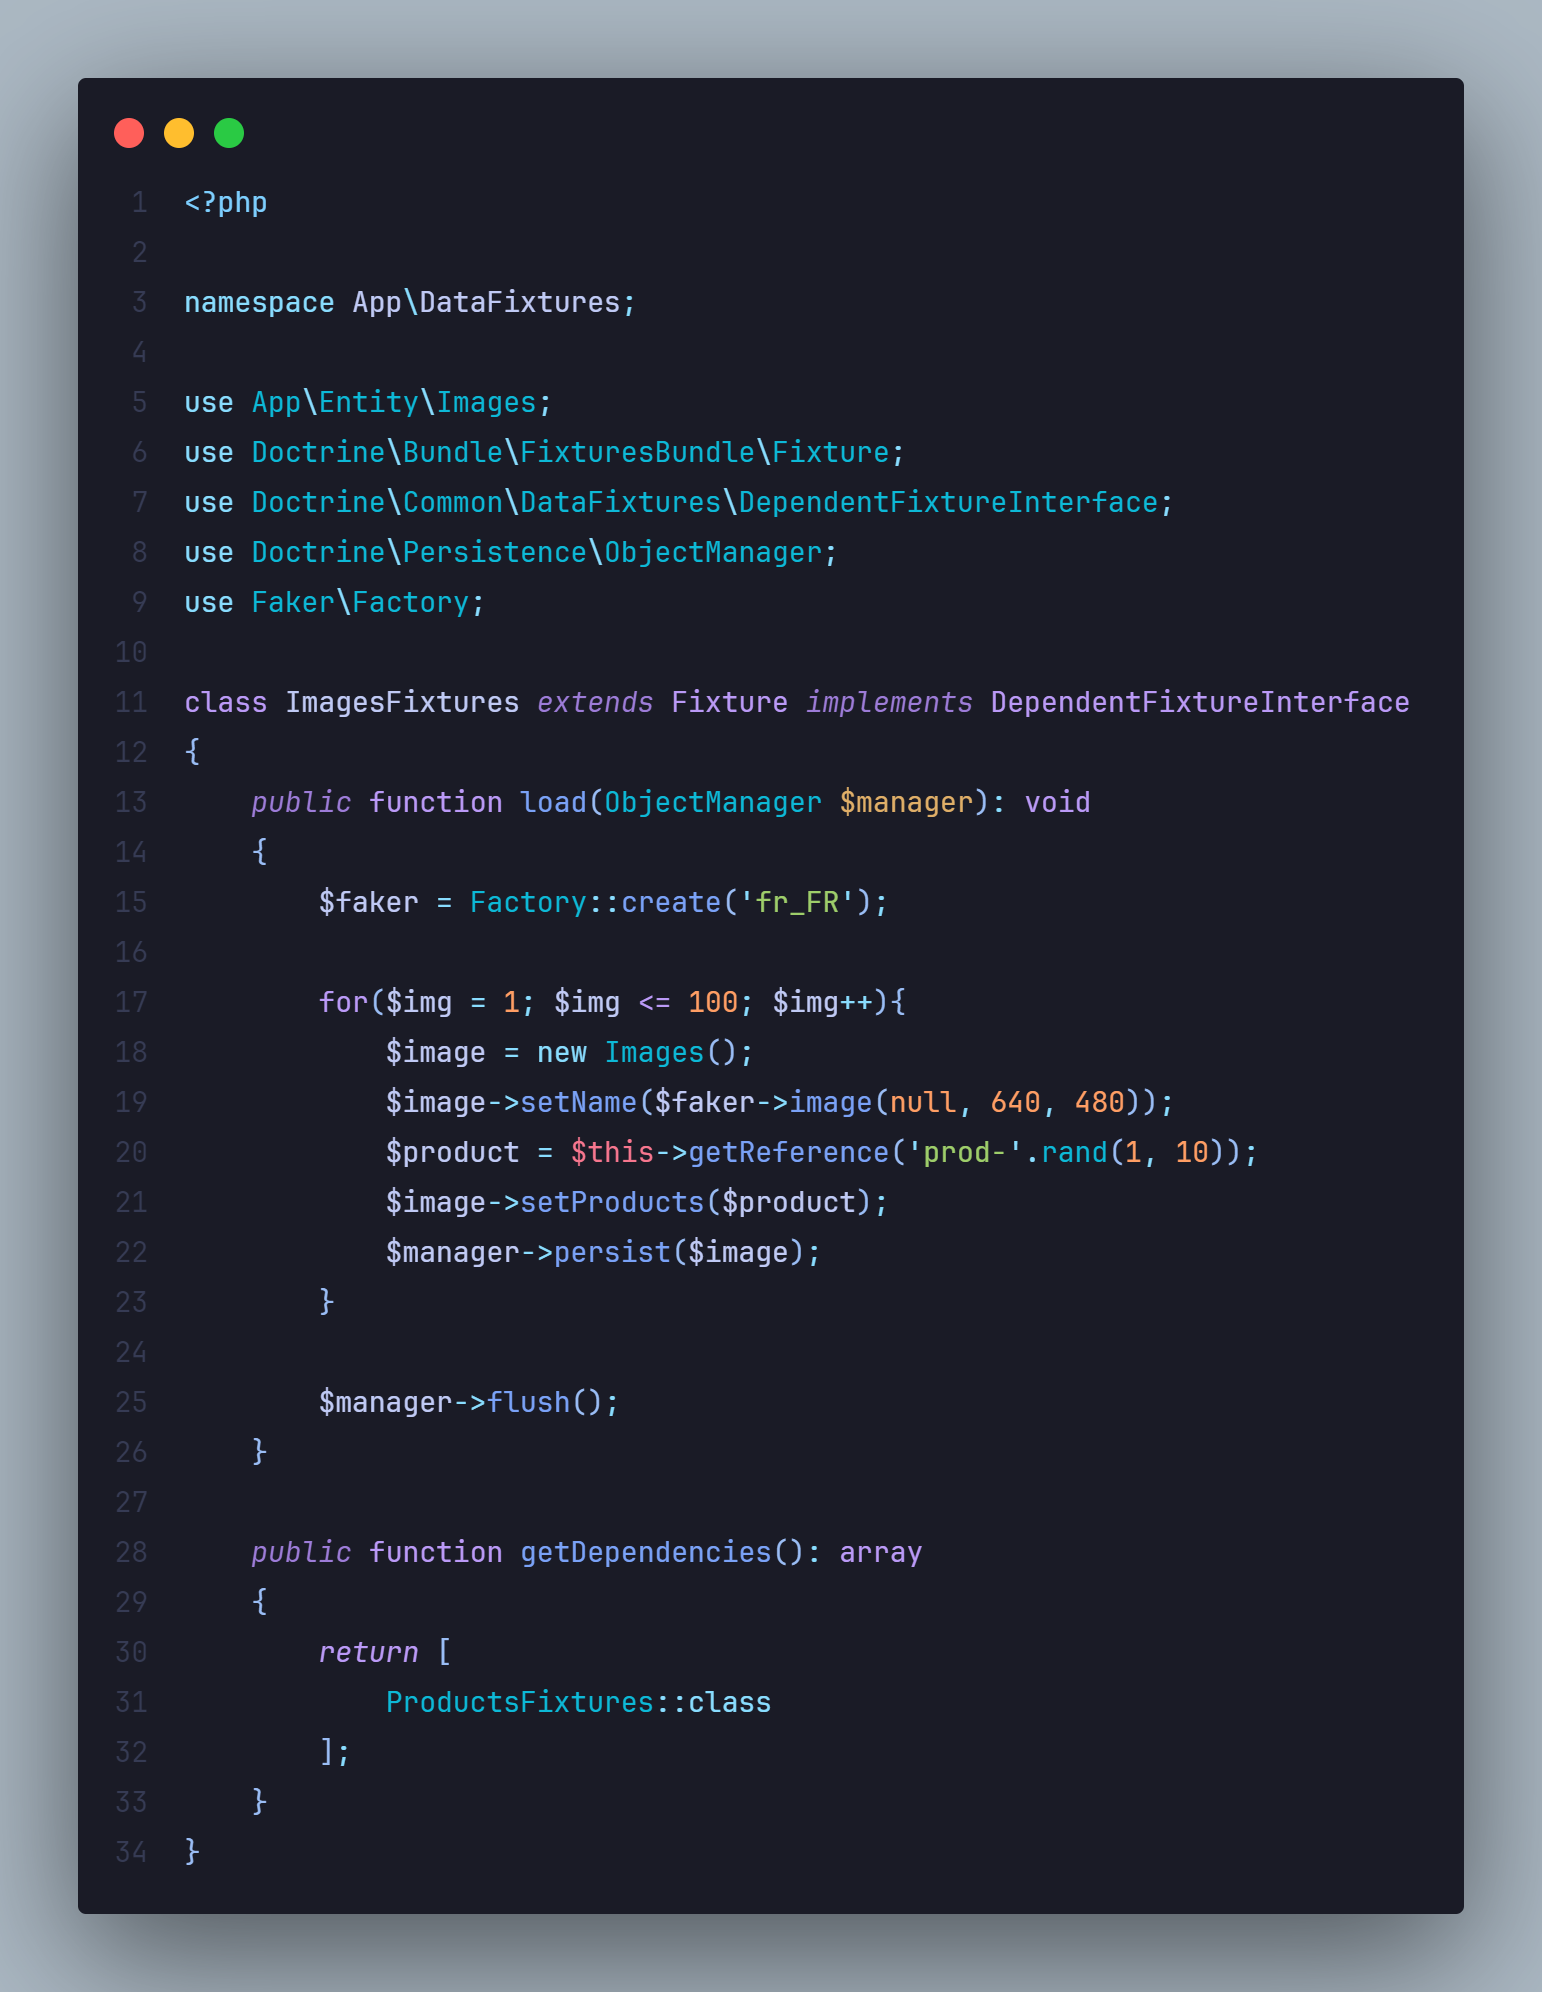 1 <?php
2
3 namespace App\DataFixtures;
4
5 use App\Entity\Images;
6 use Doctrine\Bundle\FixturesBundle\Fixture;
7 use Doctrine\Common\DataFixtures\DependentFixtureInterface;
8 use Doctrine\Persistence\ObjectManager;
9 use Faker\Factory;
10
11 class ImagesFixtures extends Fixture implements DependentFixtureInterface
12 {
13     public function load(ObjectManager $manager): void
14     {
15         $faker = Factory::create('fr_FR');
16
17         for($img = 1; $img <= 100; $img++){
18             $image = new Images();
19             $image->setName($faker->image(null, 640, 480));
20             $product = $this->getReference('prod-'.rand(1, 10));
21             $image->setProducts($product);
22             $manager->persist($image);
23         }
24
25         $manager->flush();
26     }
27
28     public function getDependencies(): array
29     {
30         return [
31             ProductsFixtures::class
32         ];
33     }
34 }